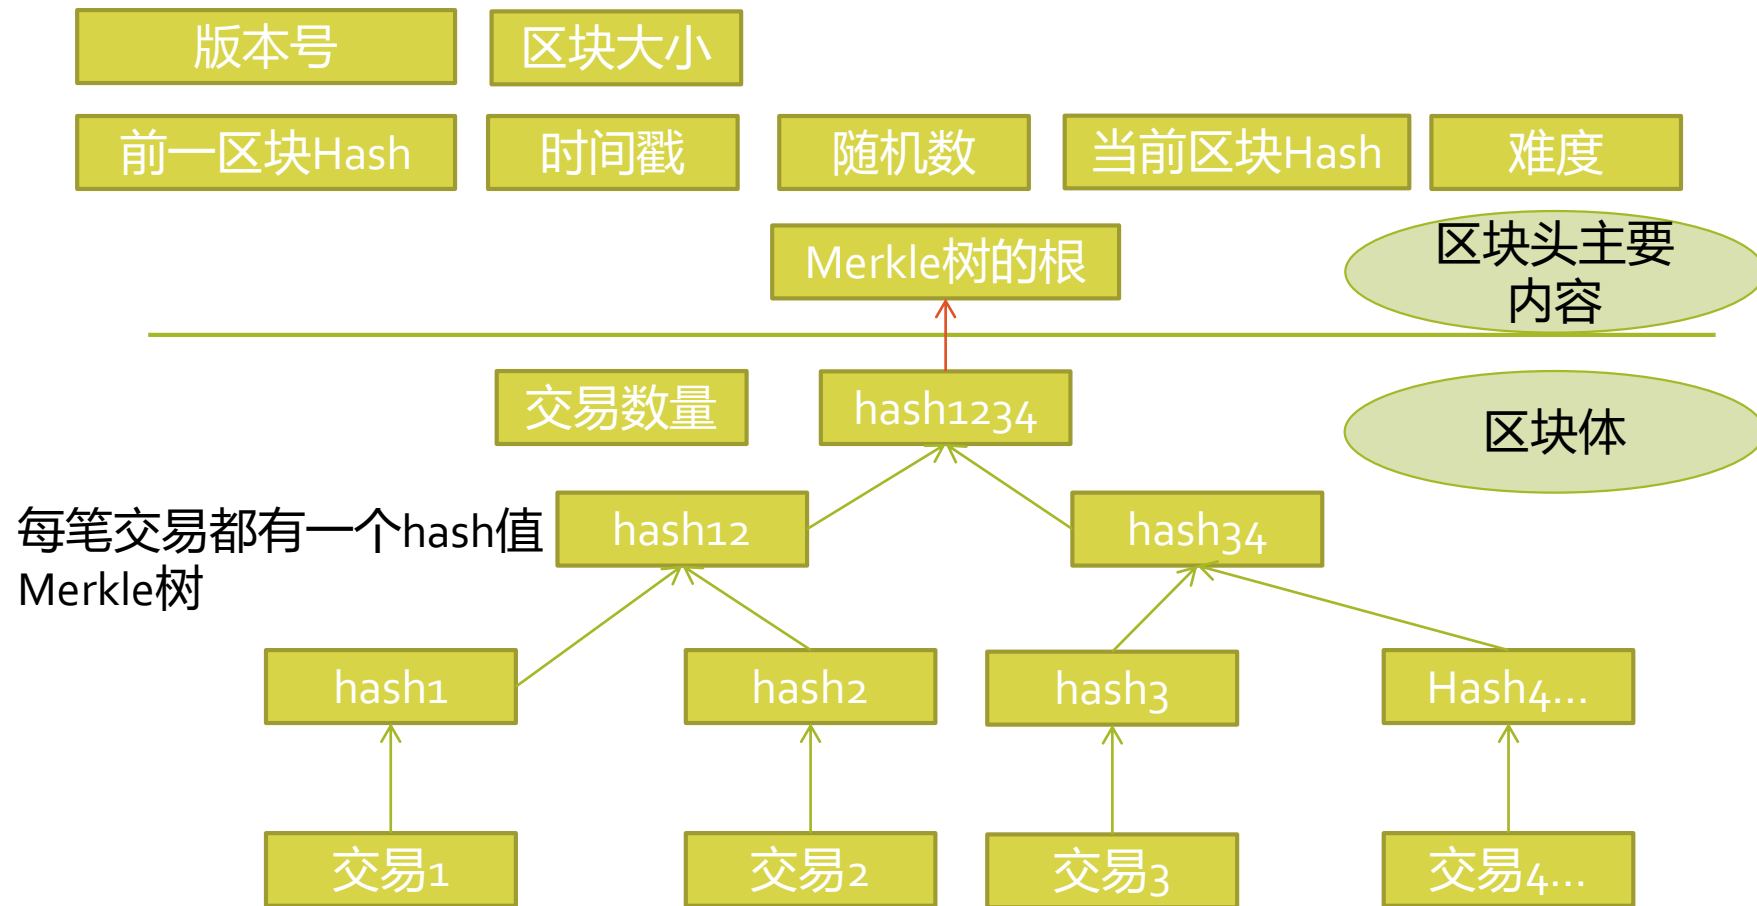 版本号
区块大小
前一区块Hash
时间戳
随机数
当前区块Hash
难度
Merkle树的根
区块头主要
内容
交易数量
hash1234
区块体
每笔交易都有一个hash值
Merkle树
hash12
hash34
hash1
hash2
hash3
Hash4...
交易1
交易2
交易3
交易4...